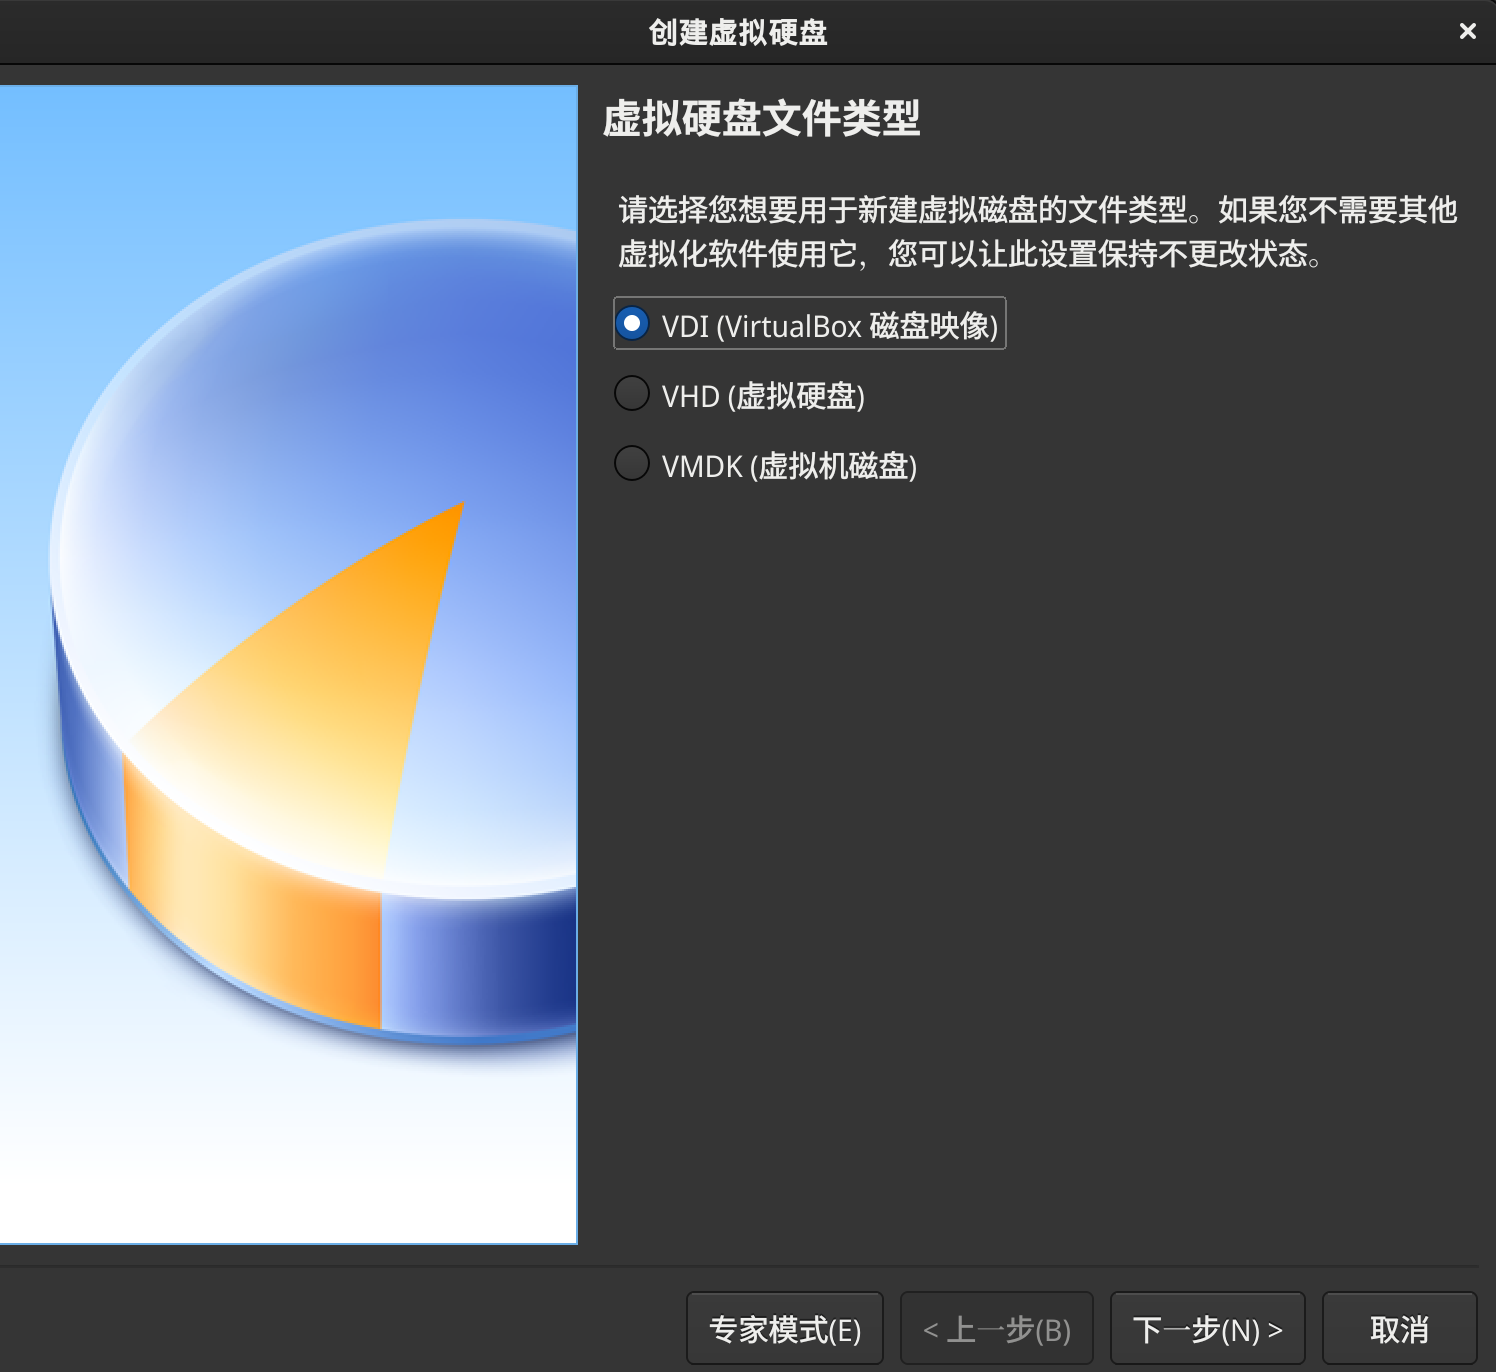 创建虚拟硬盘
虚拟硬盘文件类型
请选择您想要用于新建虚拟磁盘的文件类型。如果您不需要其他
虚拟化软件使用它，您可以让此设置保持不更改状态。
VDI (VirtualBox 磁盘映像)
VHD (虚拟硬盘)
VMDK (虚拟机磁盘)
专家模式(E)
< 上一步(B)
下一步(N) >
取消